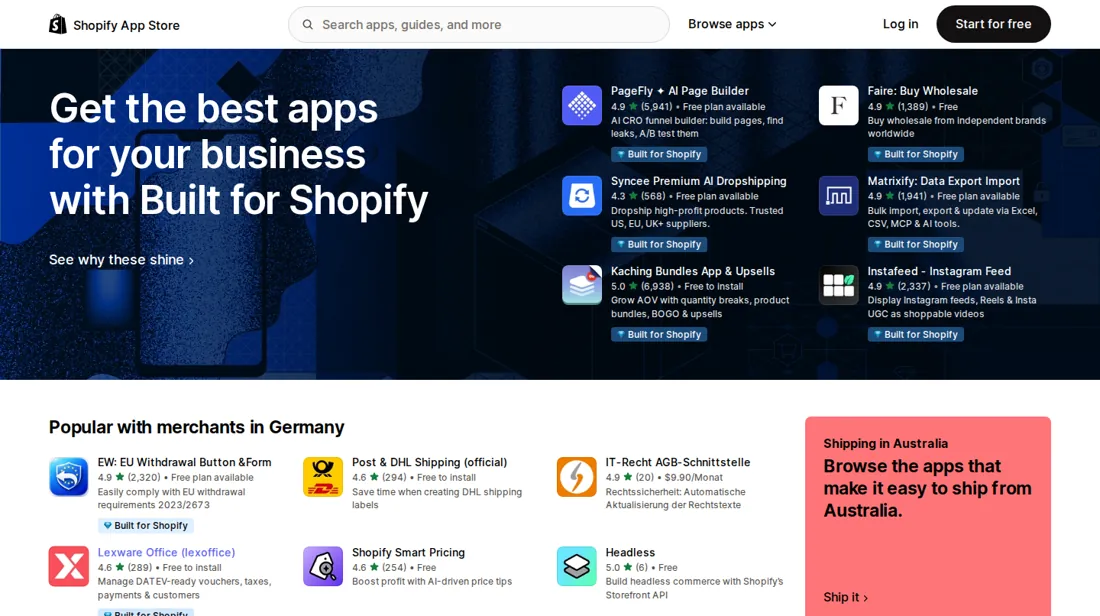 Shopify App Store
Search apps, guides, and more
Browse apps
Log in
Start for free
Get the best apps
for your business
with Built for Shopify
See why these shine
PageFly ✦ AI Page Builder
4.9 ★ (5,941) • Free plan available
AI CRO funnel builder: build pages, find
leaks, A/B test them
Built for Shopify
F
Faire: Buy Wholesale
4.9 ★ (1,389) • Free
Buy wholesale from independent brands
worldwide
Built for Shopify
Syncee Premium AI Dropshipping
4.3 ★ (568) • Free plan available
Dropship high-profit products. Trusted
US, EU, UK+ suppliers.
Built for Shopify
Matrixify: Data Export Import
4.9 ★ (1,941) • Free plan available
Bulk import, export & update via Excel,
CSV, MCP & AI tools.
Built for Shopify
Kaching Bundles App & Upsells
5.0 ★ (6,938) • Free to install
Grow AOV with quantity breaks, product
bundles, BOGO & upsells
Built for Shopify
Instafeed - Instagram Feed
4.9 ★ (2,337) • Free plan available
Display Instagram feeds, Reels & Insta
UGC as shoppable videos
Built for Shopify
Popular with merchants in Germany
EW: EU Withdrawal Button &Form
4.9 ★ (2,320) • Free plan available
Easily comply with EU withdrawal
requirements 2023/2673
Built for Shopify
Post & DHL Shipping (official)
4.6 ★ (294) • Free to install
Save time when creating DHL shipping
labels
IT-Recht AGB-Schnittstelle
4.9 ★ (20) • $9.90/Monat
Rechtssicherheit: Automatische
Aktualisierung der Rechtstexte
Lexware Office (lexoffice)
4.6 ★ (289) • Free to install
Manage DATEV-ready vouchers, taxes,
payments & customers
Built for Shopify
Shopify Smart Pricing
4.6 ★ (254) • Free
Boost profit with AI-driven price tips
Headless
5.0 ★ (6) • Free
Build headless commerce with Shopify's
Storefront API
Shipping in Australia
Browse the apps that
make it easy to ship from
Australia.
Ship it